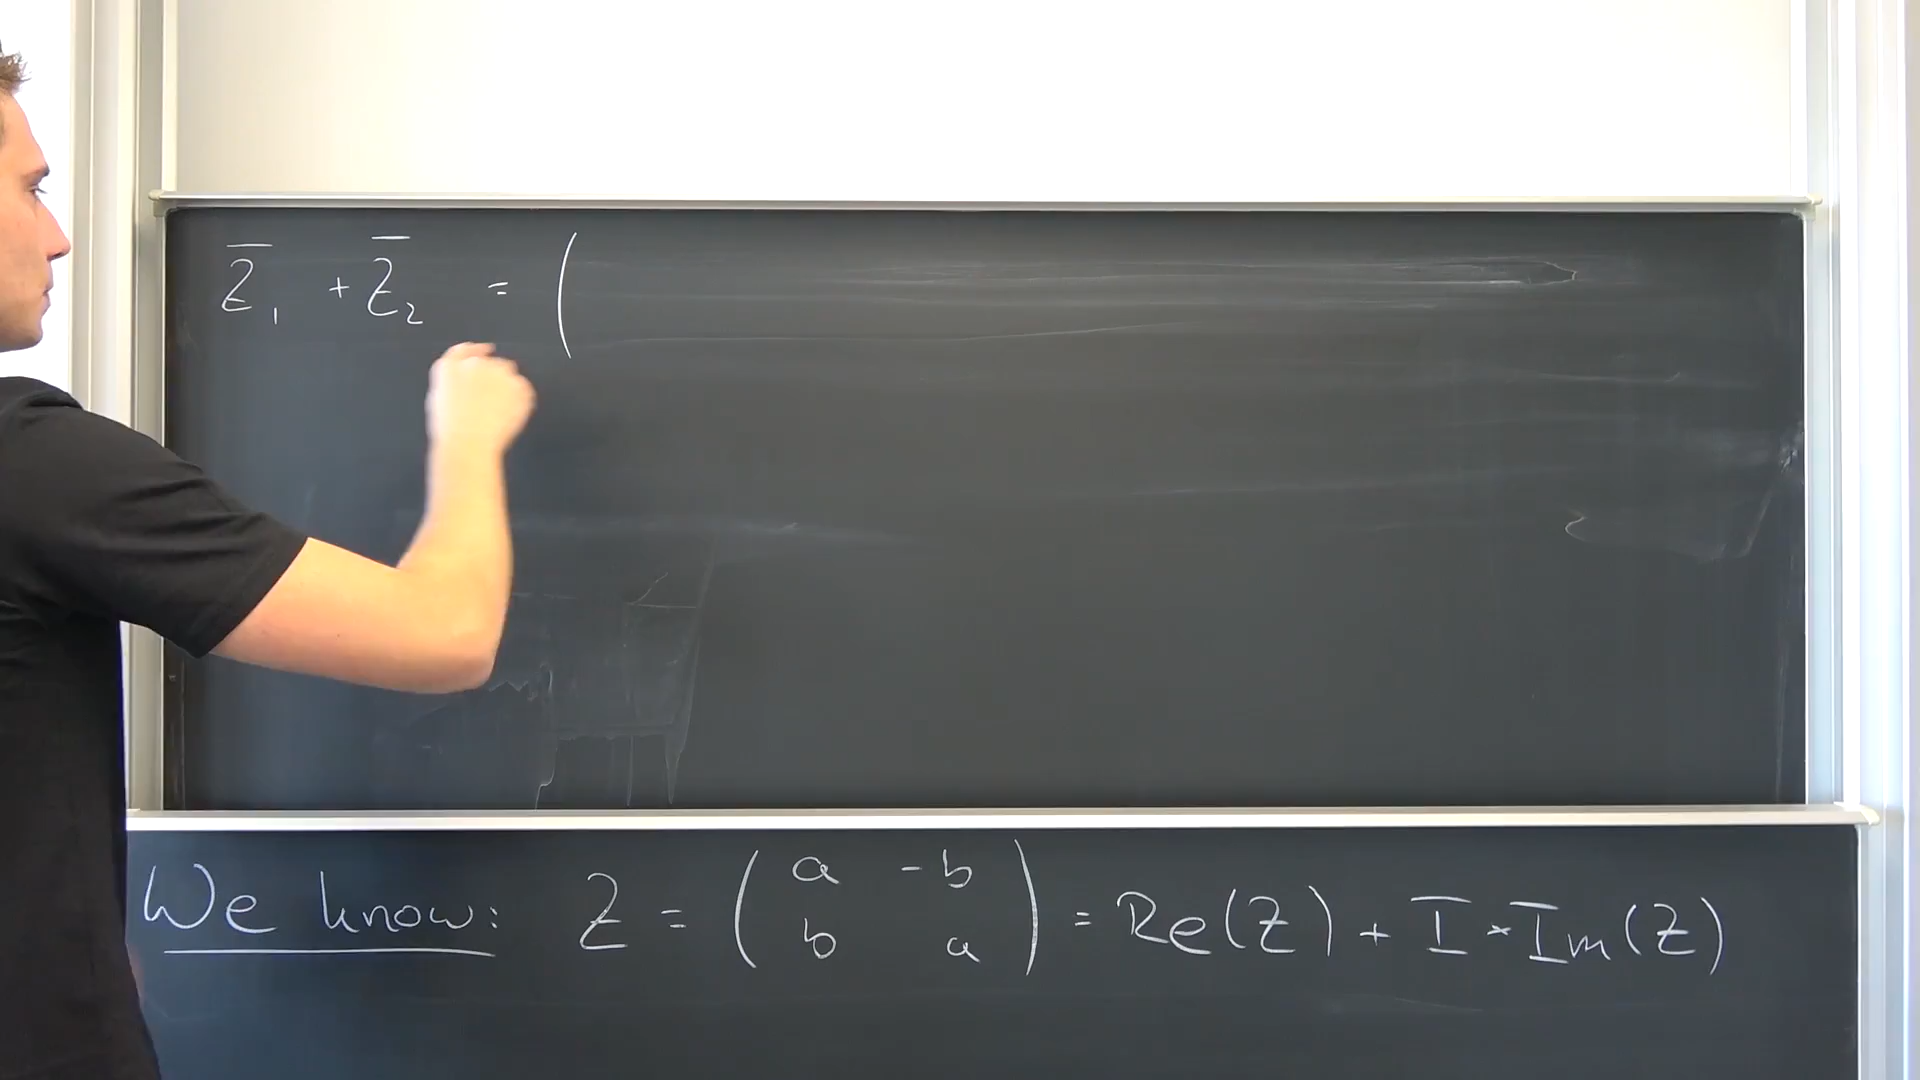 Z̅₁ + Z̅₂ = (
We know: Z = ( a -b
b a ) = Re(Z) + I * Im(Z)